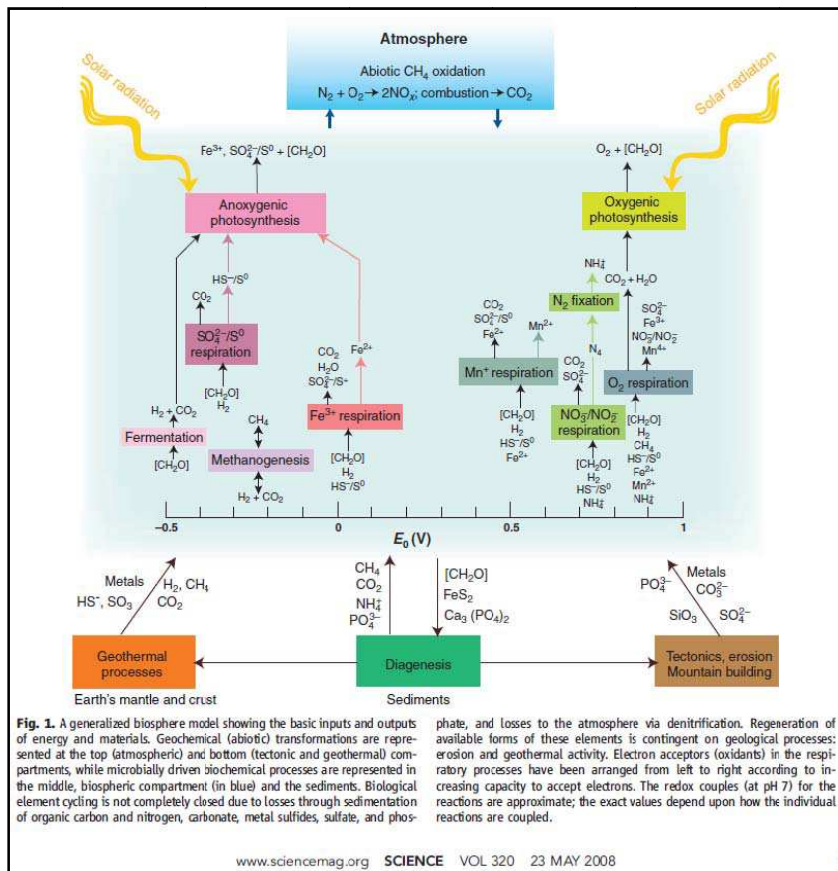 Atmosphere
Abiotic CH₄ oxidation
N₂ + O₂→ 2NOₓ; combustion→CO₂
Solar radiation
Solar radiation
Fe³⁺, SO₄²⁻/S⁰ + [CH₂O]
O₂ + [CH₂O]
Anoxygenic
photosynthesis
Oxygenic
photosynthesis
HS⁻/S⁰
CO₂
SO₄²⁻/S⁰
respiration
[CH₂O]
H₂
H₂ + CO₂
Fermentation
[CH₂O]
CH₄
Methanogenesis
H₂ + CO₂
Fe²⁺
CO₂
H₂O
SO₄²⁻/S⁺
Fe³⁺ respiration
[CH₂O]
H₂
HS⁻/S⁰
CO₂
SO₄²⁻/S⁰
Fe²⁺
Mn²⁺
Mn⁺ respiration
[CH₂O]
H₂
HS⁻/S⁰
Fe²⁺
NH₄⁺
N₂ fixation
N₄
CO₂
SO₄²⁻
NO₃⁻/NO₂⁻
respiration
[CH₂O]
H₂
HS⁻/S⁰
NH₄⁺
CO₂ + H₂O
SO₄²⁻
Fe³⁺
NO₃⁻/NO₂⁻
Mn⁴⁺
O₂ respiration
[CH₂O]
H₂
CH₄
HS⁻/S⁰
Fe²⁺
Mn²⁺
NH₄⁺
–0.5 0 0.5 1
E₀ (V)
Metals
HS⁻, SO₃
H₂, CH₄
CO₂
CH₄
CO₂
NH₄⁺
PO₄³⁻
[CH₂O]
FeS₂
Ca₃ (PO₄)₂
PO₄³⁻
SiO₃
Metals
CO₃²⁻
SO₄²⁻
Geothermal
processes
Diagenesis
Tectonics, erosion
Mountain building
Earth's mantle and crust
Sediments
Fig. 1. A generalized biosphere model showing the basic inputs and outputs
of energy and materials. Geochemical (abiotic) transformations are repre-
sented at the top (atmospheric) and bottom (tectonic and geothermal) com-
partments, while microbially driven biochemical processes are represented
in the middle, biospheric compartment (in blue) and the sediments. Biological
element cycling is not completely closed due to losses through sedimentation
of organic carbon and nitrogen, carbonate, metal sulfides, sulfate, and phos-
phate, and losses to the atmosphere via denitrification. Regeneration of
available forms of these elements is contingent on geological processes:
erosion and geothermal activity. Electron acceptors (oxidants) in the respi-
ratory processes have been arranged from left to right according to in-
creasing capacity to accept electrons. The redox couples (at pH 7) for the
reactions are approximate; the exact values depend upon how the individual
reactions are coupled.
www.sciencemag.org SCIENCE VOL 320 23 MAY 2008